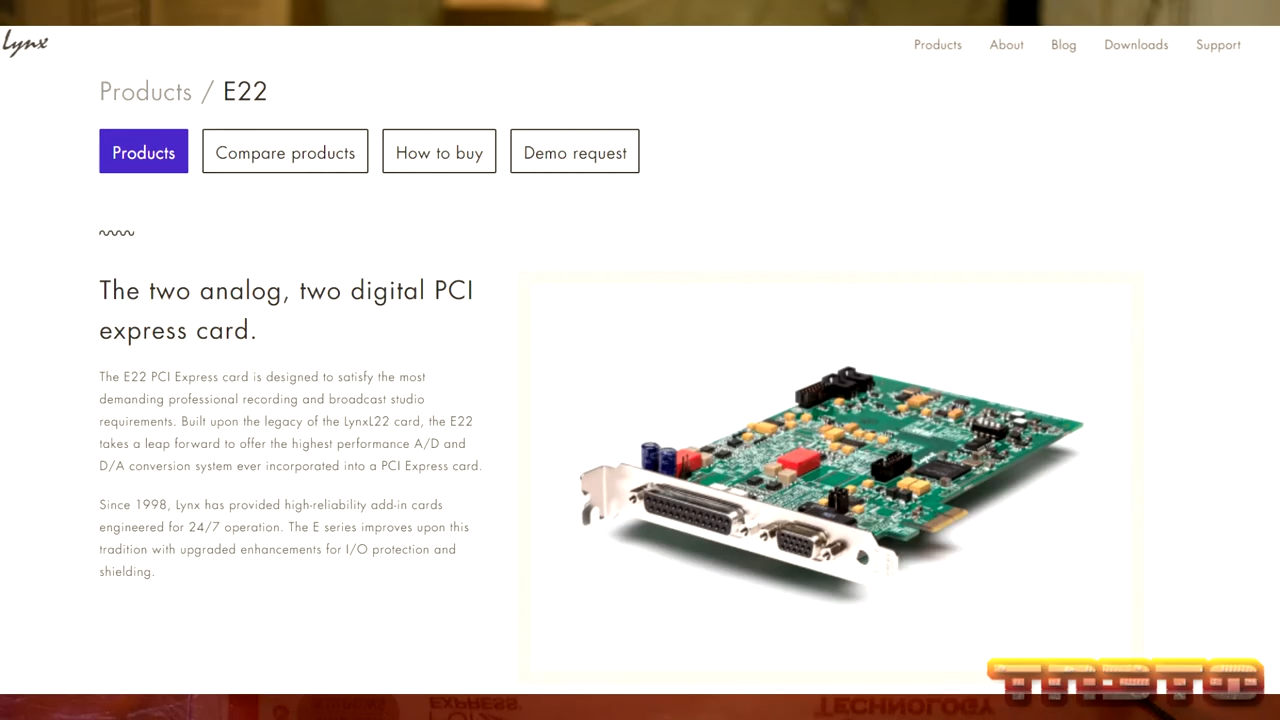 Lynx
Products About Blog Downloads Support
Products / E22
Products Compare products How to buy Demo request
The two analog, two digital PCI
express card.
The E22 PCI Express card is designed to satisfy the most
demanding professional recording and broadcast studio
requirements. Built upon the legacy of the LynxL22 card, the E22
takes a leap forward to offer the highest performance A/D and
D/A conversion system ever incorporated into a PCI Express card.
Since 1998, Lynx has provided high-reliability add-in cards
engineered for 24/7 operation. The E series improves upon this
tradition with upgraded enhancements for I/O protection and
shielding.
EXPRESS
TECHNOLOGY